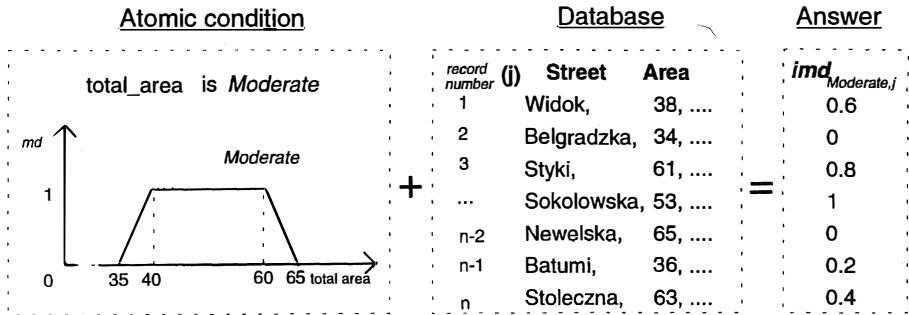 Atomic condition
total_area is Moderate
md
Moderate
1
0
35 40 60 65 total area
+
Database
record number (j) Street Area
1 Widok, 38, ....
2 Belgradzka, 34, ....
3 Styki, 61, ....
... Sokolowska, 53, ....
n-2 Newelska, 65, ....
n-1 Batumi, 36, ....
n Stoleczna, 63, ....
=
Answer
imd Moderate,j
0.6
0
0.8
1
0
0.2
0.4